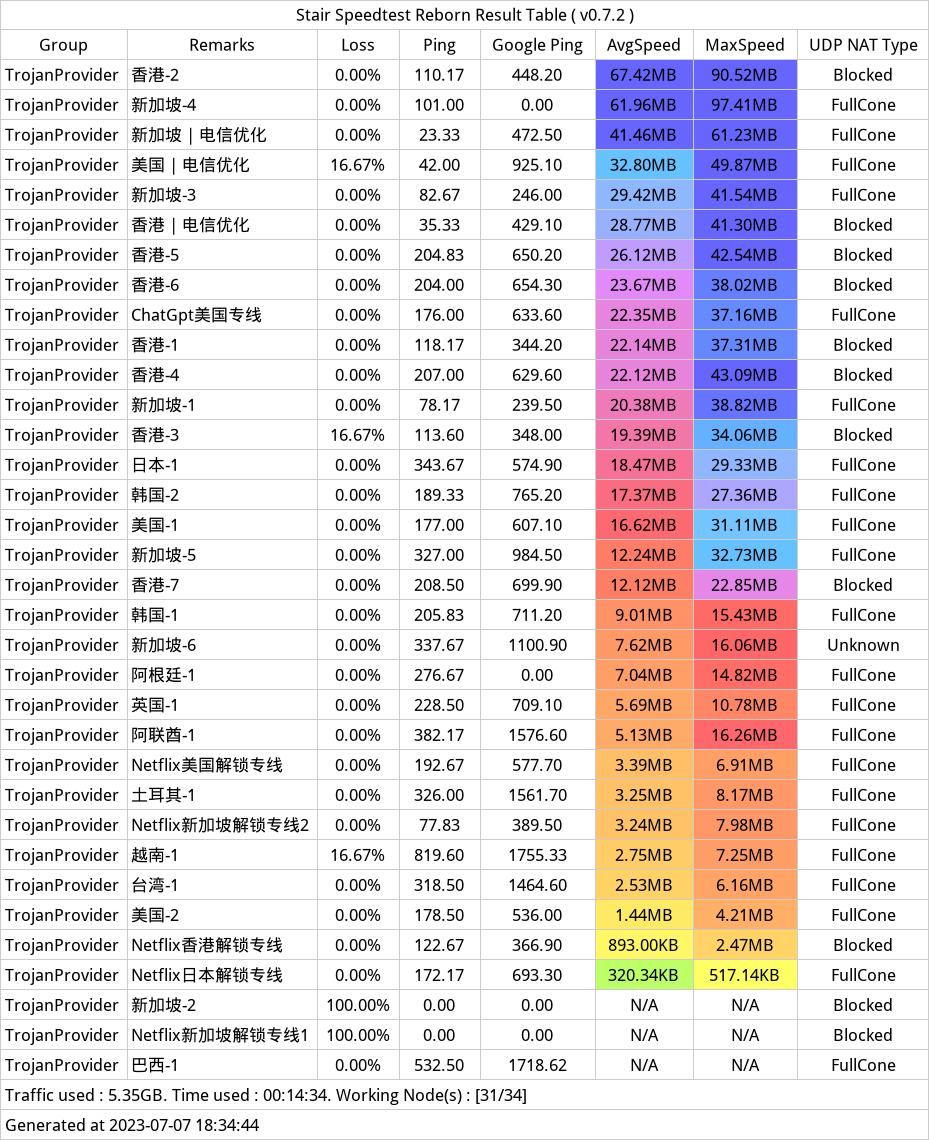 Stair Speedtest Reborn Result Table ( v0.7.2 )
Group Remarks Loss Ping Google Ping AvgSpeed MaxSpeed UDP NAT Type
TrojanProvider 香港-2 0.00% 110.17 448.20 67.42MB 90.52MB Blocked
TrojanProvider 新加坡-4 0.00% 101.00 0.00 61.96MB 97.41MB FullCone
TrojanProvider 新加坡 | 电信优化 0.00% 23.33 472.50 41.46MB 61.23MB FullCone
TrojanProvider 美国 | 电信优化 16.67% 42.00 925.10 32.80MB 49.87MB FullCone
TrojanProvider 新加坡-3 0.00% 82.67 246.00 29.42MB 41.54MB FullCone
TrojanProvider 香港 | 电信优化 0.00% 35.33 429.10 28.77MB 41.30MB Blocked
TrojanProvider 香港-5 0.00% 204.83 650.20 26.12MB 42.54MB Blocked
TrojanProvider 香港-6 0.00% 204.00 654.30 23.67MB 38.02MB Blocked
TrojanProvider ChatGpt美国专线 0.00% 176.00 633.60 22.35MB 37.16MB FullCone
TrojanProvider 香港-1 0.00% 118.17 344.20 22.14MB 37.31MB Blocked
TrojanProvider 香港-4 0.00% 207.00 629.60 22.12MB 43.09MB Blocked
TrojanProvider 新加坡-1 0.00% 78.17 239.50 20.38MB 38.82MB FullCone
TrojanProvider 香港-3 16.67% 113.60 348.00 19.39MB 34.06MB Blocked
TrojanProvider 日本-1 0.00% 343.67 574.90 18.47MB 29.33MB FullCone
TrojanProvider 韩国-2 0.00% 189.33 765.20 17.37MB 27.36MB FullCone
TrojanProvider 美国-1 0.00% 177.00 607.10 16.62MB 31.11MB FullCone
TrojanProvider 新加坡-5 0.00% 327.00 984.50 12.24MB 32.73MB FullCone
TrojanProvider 香港-7 0.00% 208.50 699.90 12.12MB 22.85MB Blocked
TrojanProvider 韩国-1 0.00% 205.83 711.20 9.01MB 15.43MB FullCone
TrojanProvider 新加坡-6 0.00% 337.67 1100.90 7.62MB 16.06MB Unknown
TrojanProvider 阿根廷-1 0.00% 276.67 0.00 7.04MB 14.82MB FullCone
TrojanProvider 英国-1 0.00% 228.50 709.10 5.69MB 10.78MB FullCone
TrojanProvider 阿联酋-1 0.00% 382.17 1576.60 5.13MB 16.26MB FullCone
TrojanProvider Netflix美国解锁专线 0.00% 192.67 577.70 3.39MB 6.91MB FullCone
TrojanProvider 土耳其-1 0.00% 326.00 1561.70 3.25MB 8.17MB FullCone
TrojanProvider Netflix新加坡解锁专线2 0.00% 77.83 389.50 3.24MB 7.98MB FullCone
TrojanProvider 越南-1 16.67% 819.60 1755.33 2.75MB 7.25MB FullCone
TrojanProvider 台湾-1 0.00% 318.50 1464.60 2.53MB 6.16MB FullCone
TrojanProvider 美国-2 0.00% 178.50 536.00 1.44MB 4.21MB FullCone
TrojanProvider Netflix香港解锁专线 0.00% 122.67 366.90 893.00KB 2.47MB Blocked
TrojanProvider Netflix日本解锁专线 0.00% 172.17 693.30 320.34KB 517.14KB FullCone
TrojanProvider 新加坡-2 100.00% 0.00 0.00 N/A N/A Blocked
TrojanProvider Netflix新加坡解锁专线1 100.00% 0.00 0.00 N/A N/A Blocked
TrojanProvider 巴西-1 0.00% 532.50 1718.62 N/A N/A FullCone
Traffic used : 5.35GB. Time used : 00:14:34. Working Node(s) : [31/34]
Generated at 2023-07-07 18:34:44